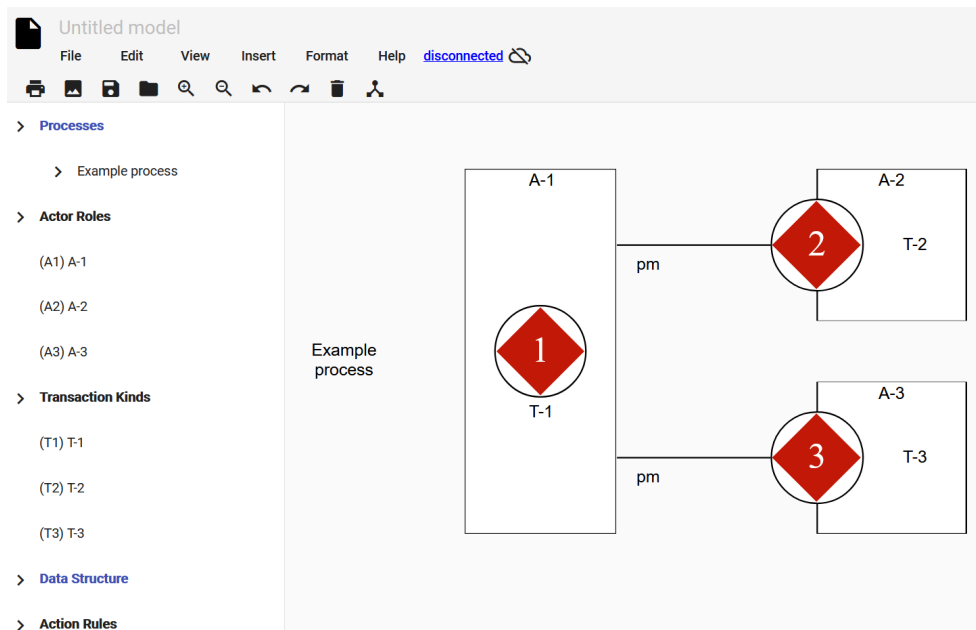 Untitled model
File Edit View Insert Format Help disconnected
Processes
Example process
Actor Roles
(A1) A-1
(A2) A-2
(A3) A-3
Transaction Kinds
(T1) T-1
(T2) T-2
(T3) T-3
Data Structure
Action Rules
Example
process
A-1
1
T-1
pm
A-2
2
T-2
pm
A-3
3
T-3